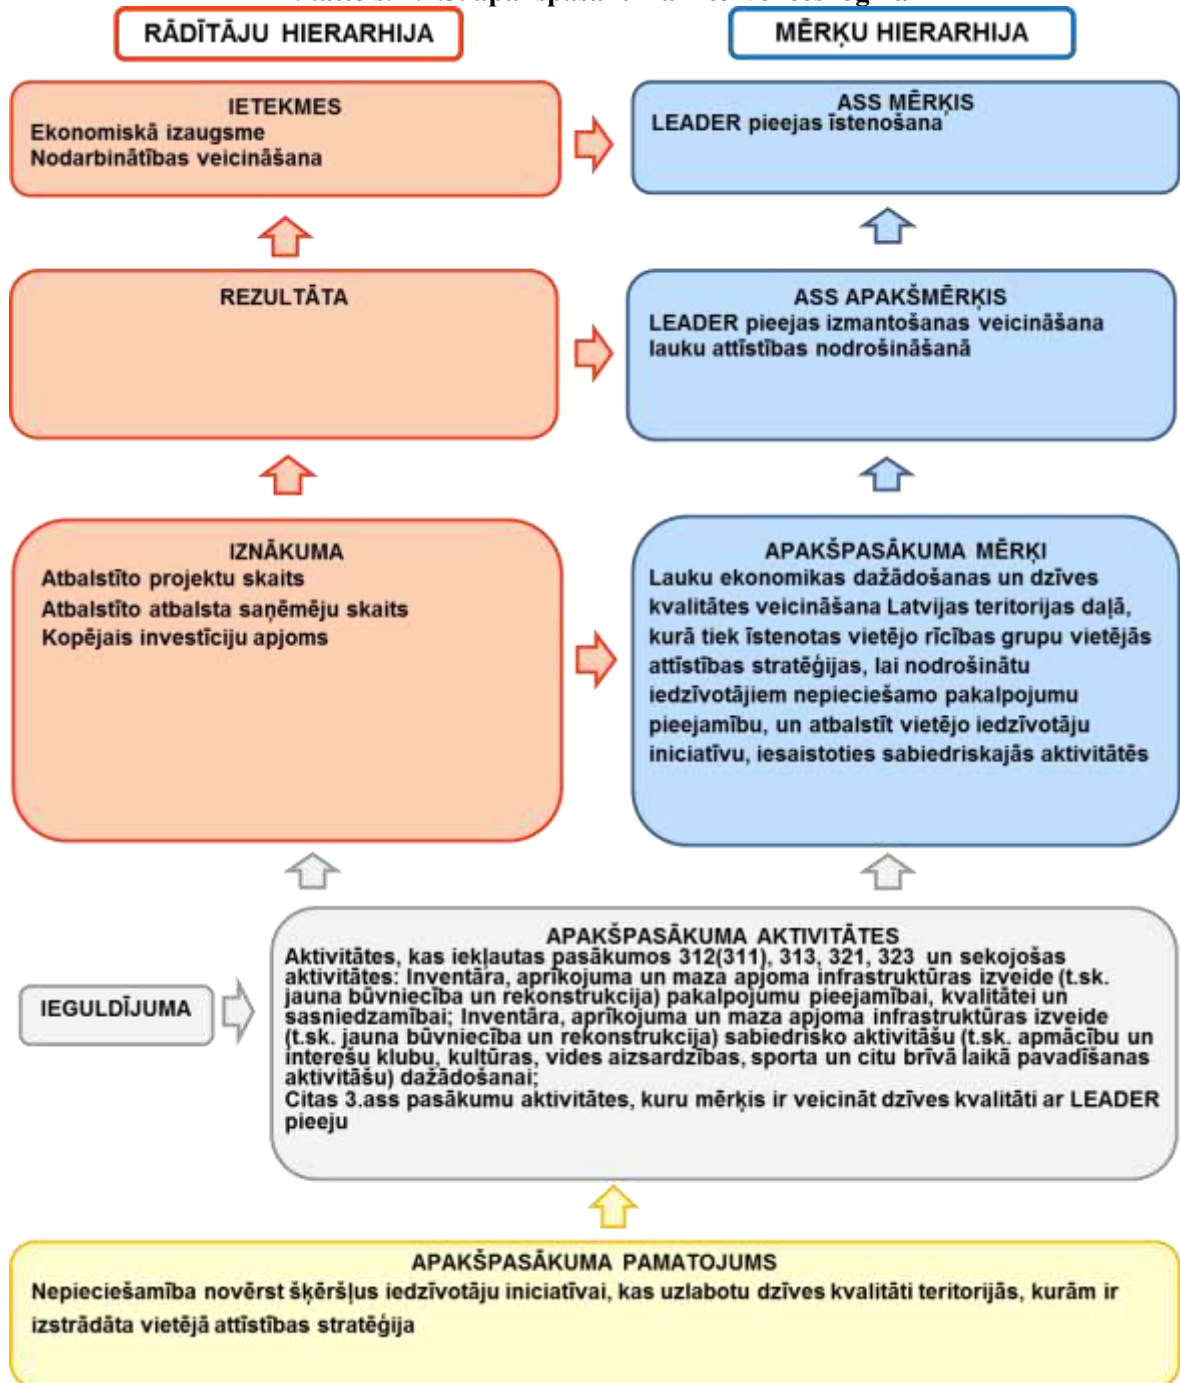 RĀDĪTĀJU HIERARHIJA
MĒRĶU HIERARHIJA
IETEKMES
Ekonomiskā izaugsme
Nodarbinātības veicināšana
ASS MĒRĶIS
LEADER pieejas īstenošana
REZULTĀTA
ASS APAKŠMĒRĶIS
LEADER pieejas izmantošanas veicināšana
lauku attīstības nodrošināšanā
IZNĀKUMA
Atbalstīto projektu skaits
Atbalstīto atbalsta saņēmēju skaits
Kopējais investīciju apjoms
APAKŠPASĀKUMA MĒRĶI
Lauku ekonomikas dažādošanas un dzīves
kvalitātes veicināšana Latvijas teritorijas daļā,
kurā tiek īstenotas vietējo rīcības grupu vietējās
attīstības stratēģijas, lai nodrošinātu
iedzīvotājiem nepieciešamo pakalpojumu
pieejamību, un atbalstīt vietējo iedzīvotāju
iniciatīvu, iesaistoties sabiedriskajās aktivitātēs
IEGULDĪJUMA
APAKŠPASĀKUMA AKTIVITĀTES
Aktivitātes, kas iekļautas pasākumos 312(311), 313, 321, 323 un sekojošas
aktivitātes: Inventāra, aprīkojuma un maza apjoma infrastruktūras izveide (t.sk.
jauna būvniecība un rekonstrukcija) pakalpojumu pieejamībai, kvalitātei un
sasniedzamībai; Inventāra, aprīkojuma un maza apjoma infrastruktūras izveide
(t.sk. jauna būvniecība un rekonstrukcija) sabiedrisko aktivitāšu (t.sk. apmācību un
interešu klubu, kultūras, vides aizsardzības, sporta un citu brīvā laikā pavadīšanas
aktivitāšu) dažādošanai;
Citas 3.ass pasākumu aktivitātes, kuru mērķis ir veicināt dzīves kvalitāti ar LEADER
pieeju
APAKŠPASĀKUMA PAMATOJUMS
Nepieciešamība novērst šķēršļus iedzīvotāju iniciatīvai, kas uzlabotu dzīves kvalitāti teritorijās, kurām ir
izstrādāta vietējā attīstības stratēģija